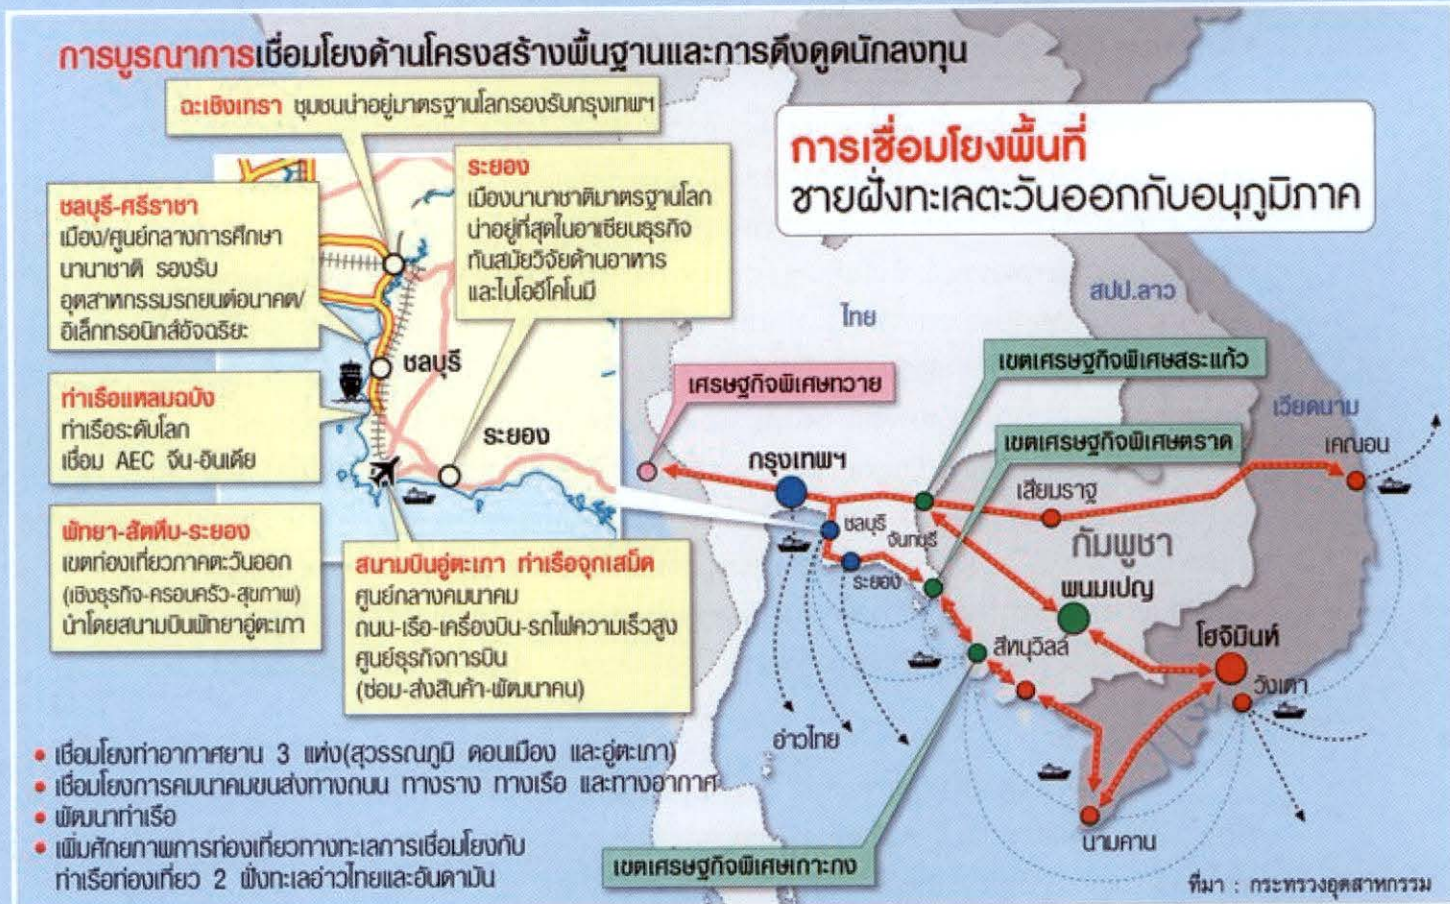 การบูรณาการเชื่อมโยงด้านโครงสร้างพื้นฐานและการดึงดูดนักลงทุน
ฉะเชิงเทรา ชุมชนน่าอยู่มาตรฐานโลกรองรับกรุงเทพฯ
การเชื่อมโยงพื้นที่
ชายฝั่งทะเลตะวันออกกับอนุภูมิภาค
ชลบุรี-ศรีราชา
เมือง/ศูนย์กลางการศึกษา
นานาชาติ รองรับ
อุตสาหกรรมรถยนต์อนาคต/
อิเล็กทรอนิกส์อัจฉริยะ
ระยอง
เมืองนานาชาติมาตรฐานโลก
น่าอยู่ที่สุดในอาเซียนธุรกิจ
ทันสมัยวิจัยด้านอาหาร
และไบโออีโคโนมี
ท่าเรือแหลมฉบัง
ท่าเรือระดับโลก
เชื่อม AEC จีน-อินเดีย
พัทยา-สัตหีบ-ระยอง
เขตท่องเที่ยวภาคตะวันออก
(เชิงธุรกิจ-ครอบครัว-สุขภาพ)
นำโดยสนามบินพัทยาอู่ตะเภา
สนามบินอู่ตะเภา ท่าเรือจุกเสม็ด
ศูนย์กลางคมนาคม
ถนน-เรือ-เครื่องบิน-รถไฟความเร็วสูง
ศูนย์ธุรกิจการบิน
(ซ่อม-ส่งสินค้า-พัฒนาคน)
ชลบุรี
ระยอง
ไทย
สปป.ลาว
เวียดนาม
เศรษฐกิจพิเศษทวาย
เขตเศรษฐกิจพิเศษสระแก้ว
เขตเศรษฐกิจพิเศษตราด
กรุงเทพฯ
เสียมราฐ
เคณอน
ชลบุรี
จันทบุรี
ระยอง
กัมพูชา
พนมเปญ
สีหนุวิลล์
โฮจิมินห์
วังเตา
อ่าวไทย
นามคาน
เขตเศรษฐกิจพิเศษเกาะกง
• เชื่อมโยงท่าอากาศยาน 3 แห่ง(สุวรรณภูมิ ดอนเมือง และอู่ตะเภา)
• เชื่อมโยงการคมนาคมขนส่งทางถนน ทางราง ทางเรือ และทางอากาศ
• พัฒนาท่าเรือ
• เพิ่มศักยภาพการท่องเที่ยวทางทะเลการเชื่อมโยงกับ
ท่าเรือท่องเที่ยว 2 ฝั่งทะเลอ่าวไทยและอันดามัน
ที่มา : กระทรวงอุตสาหกรรม